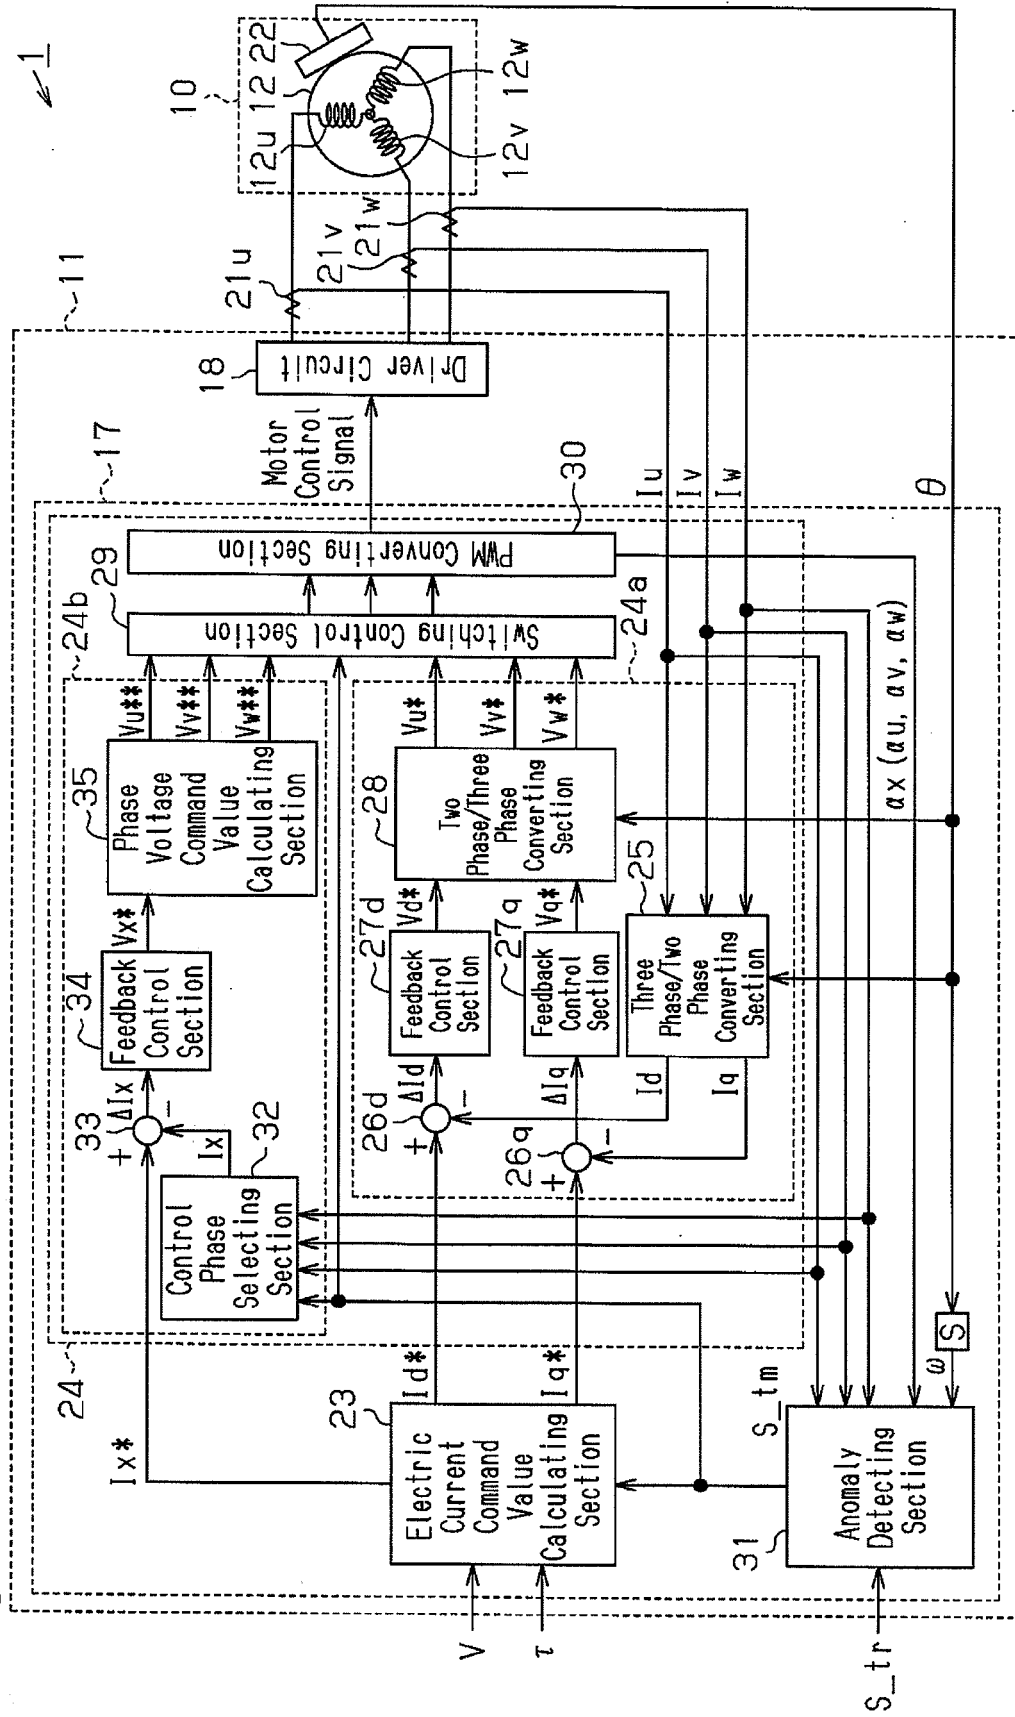 1
11
17
24b
29
35
Phase
Voltage
Command
Value
Calculating
Section
Vu**
Vv**
Vw**
34
Feedback
Control
Section
Vx*
33
ΔIx
+
−
Ix
32
Control
Phase
Selecting
Section
24
Ix*
Switching Control Section
PWM Converting Section
30
Motor
Control
Signal
18
Driver Circuit
21u
21v
21w
10
12u
12
22
12w
12v
24a
28
Two
Phase/Three
Phase
Converting
Section
Vu*
Vv*
Vw*
Vd*
27d
Feedback
Control
Section
Vq*
27q
Feedback
Control
Section
25
Three
Phase/Two
Phase
Converting
Section
26d
ΔId
+
−
26q
ΔIq
+
−
Id
Iq
Id*
Iq*
23
Electric
Current
Command
Value
Calculating
Section
V
τ
Iu
Iv
Iw
θ
αx (αu, αv, αw)
S_tm
S
ω
31
Anomaly
Detecting
Section
S_tr